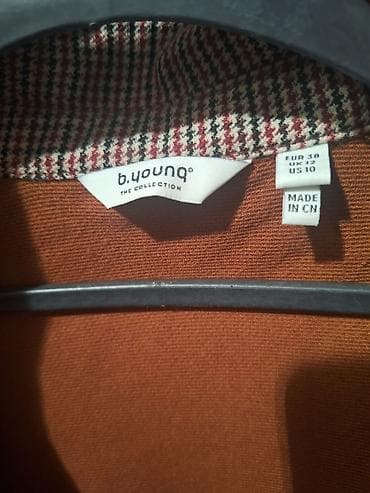 b.young®
THE COLLECTION
EUR 38
UK 12
US 10
MADE
IN CN